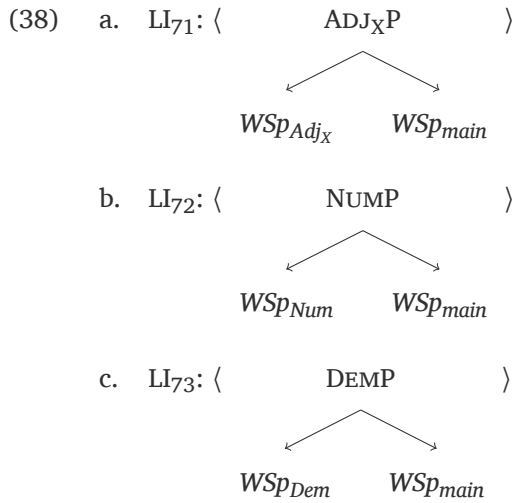 (38) a. LI71: ⟨ ADJXP ⟩
WSpAdjX WSpmain
b. LI72: ⟨ NUMP ⟩
WSpNum WSpmain
c. LI73: ⟨ DEMP ⟩
WSpDem WSpmain